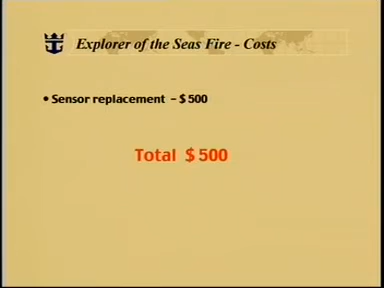 Explorer of the Seas Fire - Costs
• Sensor replacement – $ 500
Total $ 500